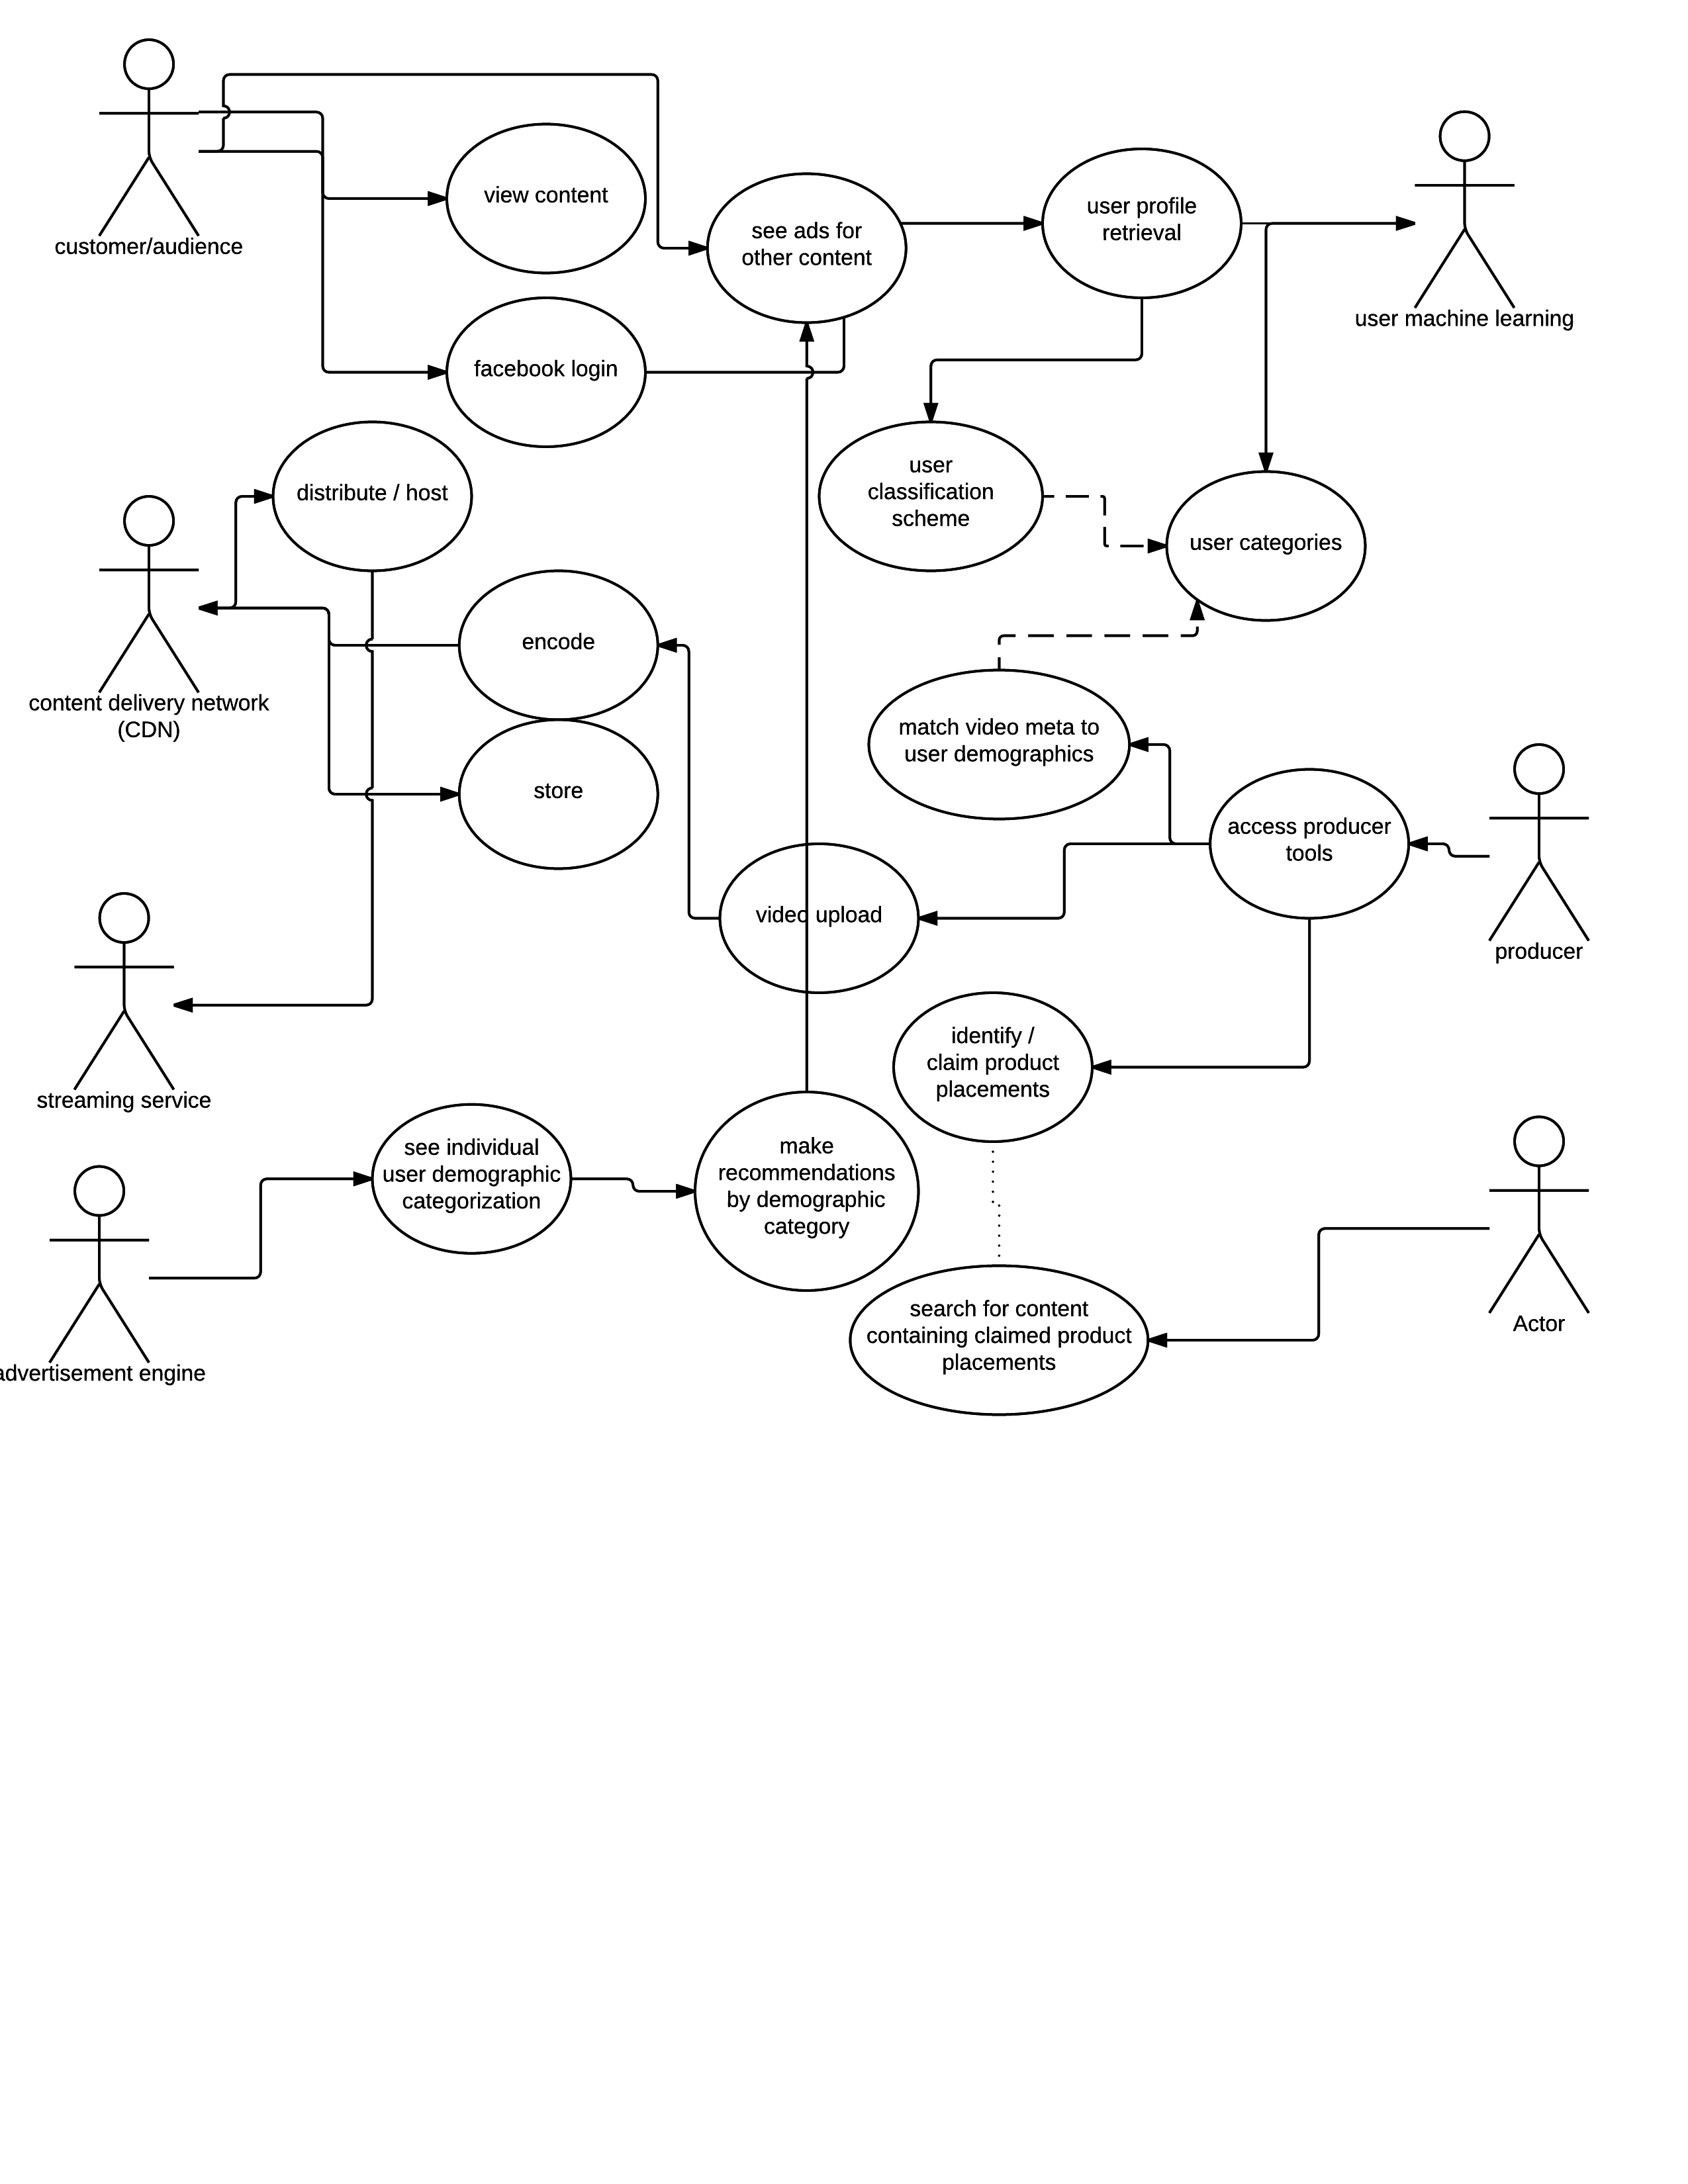 customer/audience
view content
see ads for
other content
user profile
retrieval
user machine learning
facebook login
distribute / host
user
classification
scheme
user categories
content delivery network
(CDN)
encode
store
match video meta to
user demographics
access producer
tools
producer
video upload
identify /
claim product
placements
streaming service
see individual
user demographic
categorization
make
recommendations
by demographic
category
search for content
containing claimed product
placements
Actor
advertisement engine